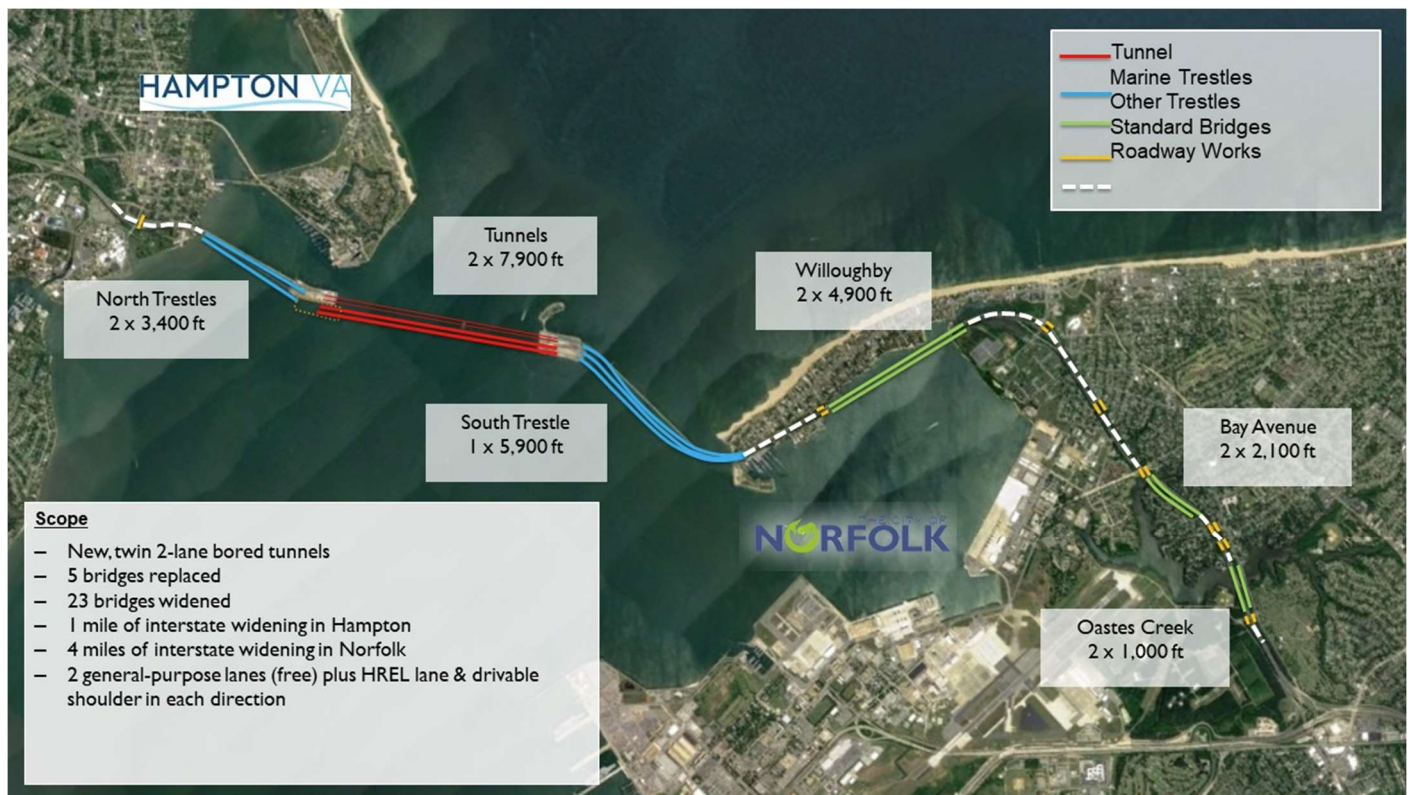 HAMPTON VA
Tunnel
Marine Trestles
Other Trestles
Standard Bridges
Roadway Works
Tunnels
2 x 7,900 ft
Willoughby
2 x 4,900 ft
North Trestles
2 x 3,400 ft
South Trestle
1 x 5,900 ft
Bay Avenue
2 x 2,100 ft
THE CITY OF
NORFOLK
Scope
– New, twin 2-lane bored tunnels
– 5 bridges replaced
– 23 bridges widened
– 1 mile of interstate widening in Hampton
– 4 miles of interstate widening in Norfolk
– 2 general-purpose lanes (free) plus HREL lane & drivable
shoulder in each direction
Oastes Creek
2 x 1,000 ft